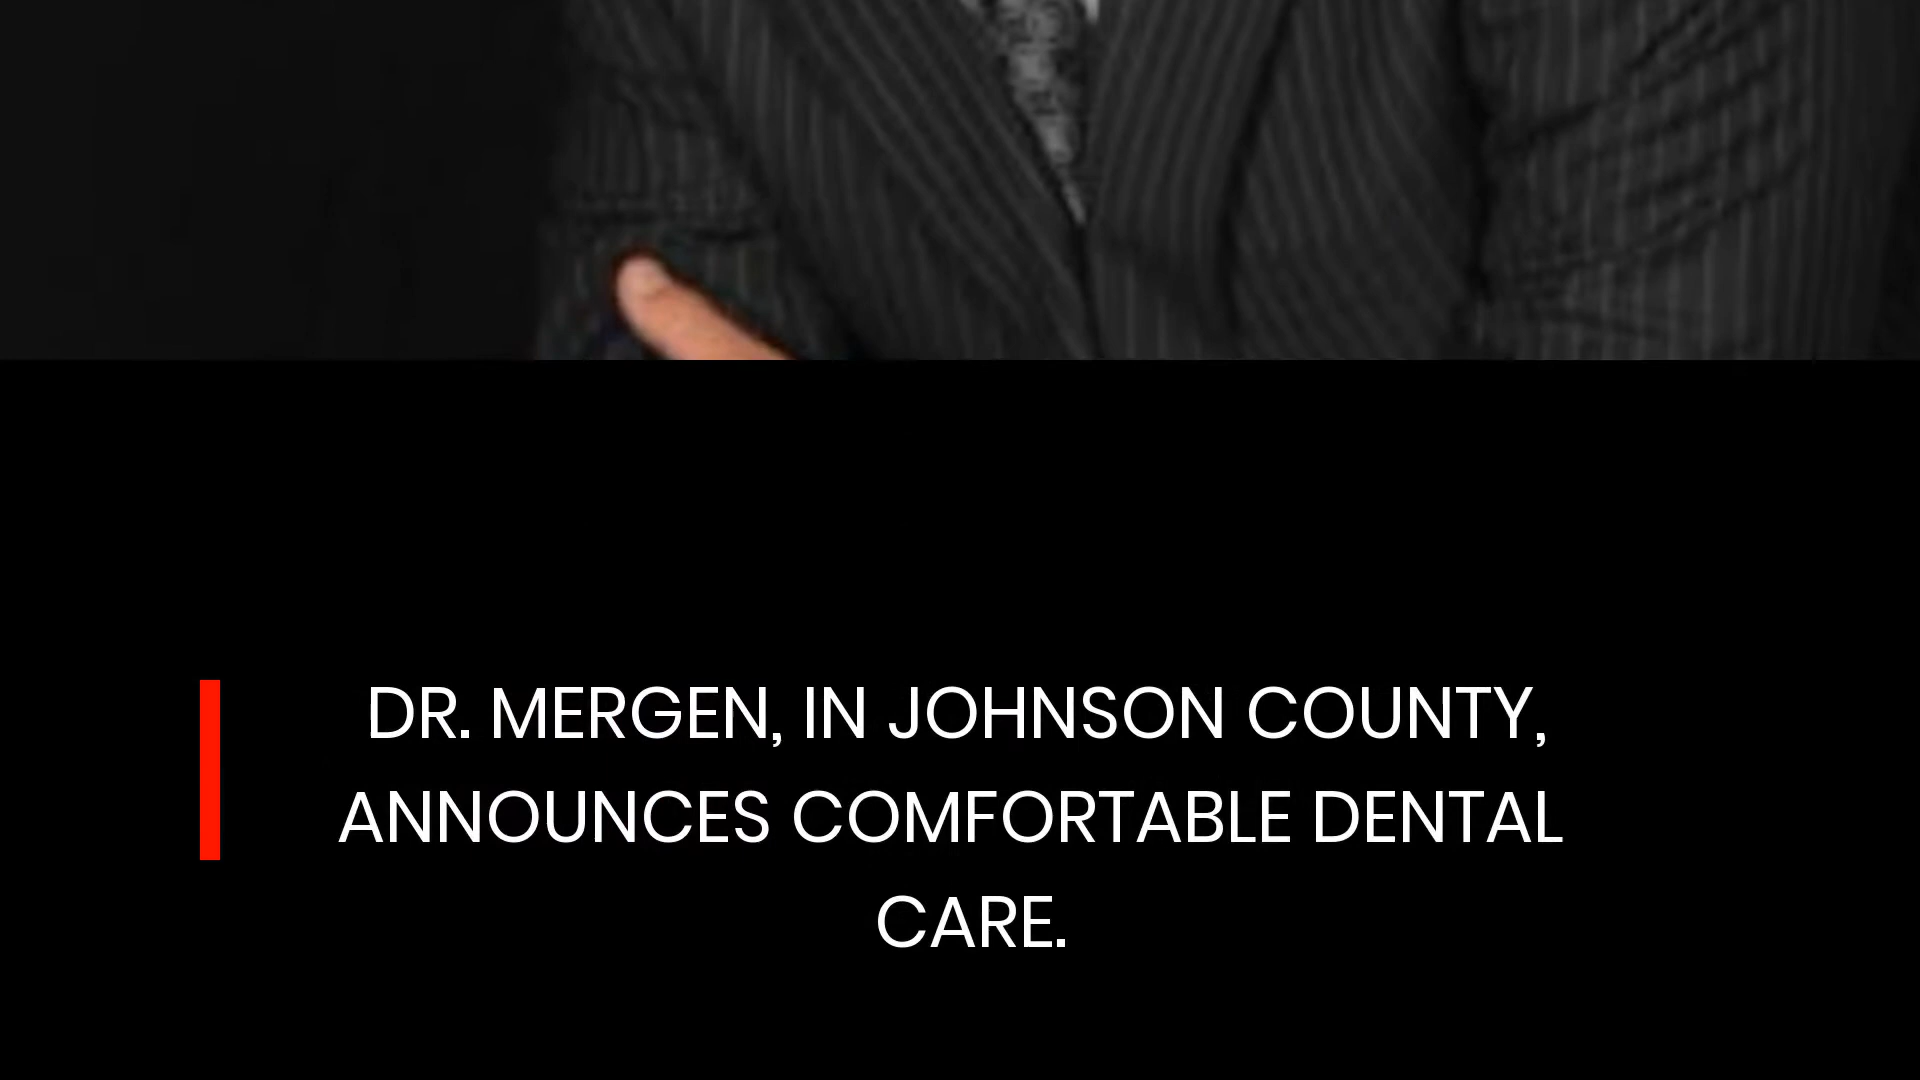 DR. MERGEN, IN JOHNSON COUNTY,
ANNOUNCES COMFORTABLE DENTAL
CARE.